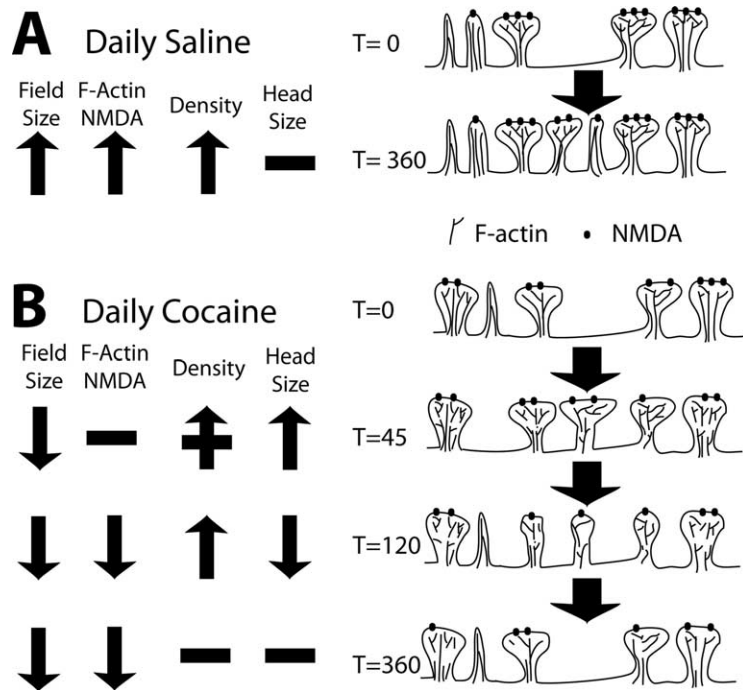 A Daily Saline
Field Size
F-Actin NMDA
Density
Head Size
T= 0
T= 360
F-actin • NMDA
B Daily Cocaine
Field Size
F-Actin NMDA
Density
Head Size
T=0
T=45
T=120
T=360